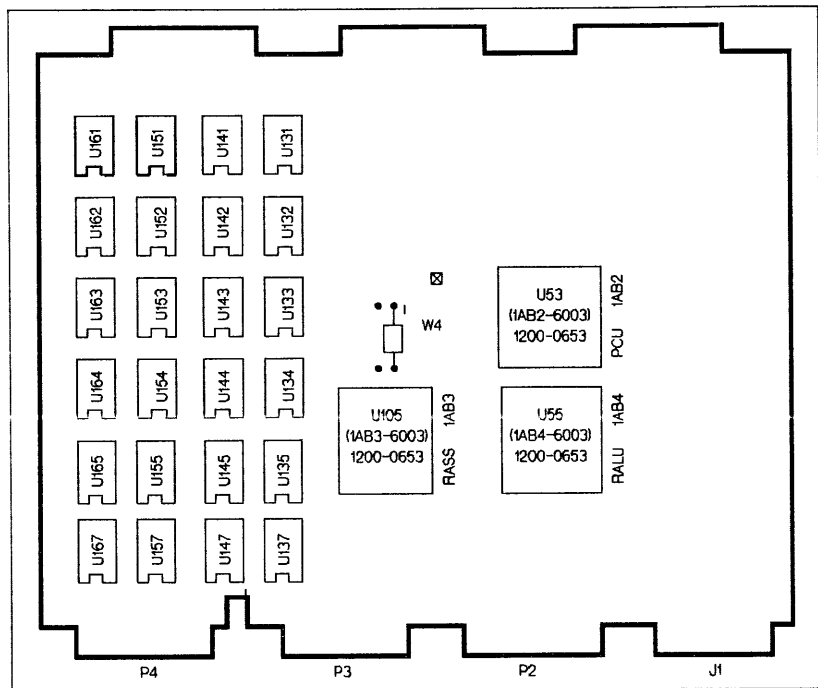 U161 U151 U141 U131
U162 U152 U142 U132
U163 U153 U143 U133
U164 U154 U144 U134
U165 U155 U145 U135
U167 U157 U147 U137
W4
U53
(1AB2-6003)
1200-0653
PCU 1AB2
U105
(1AB3-6003)
1200-0653
RASS 1AB3
U55
(1AB4-6003)
1200-0653
RALU 1AB4
P4 P3 P2 J1